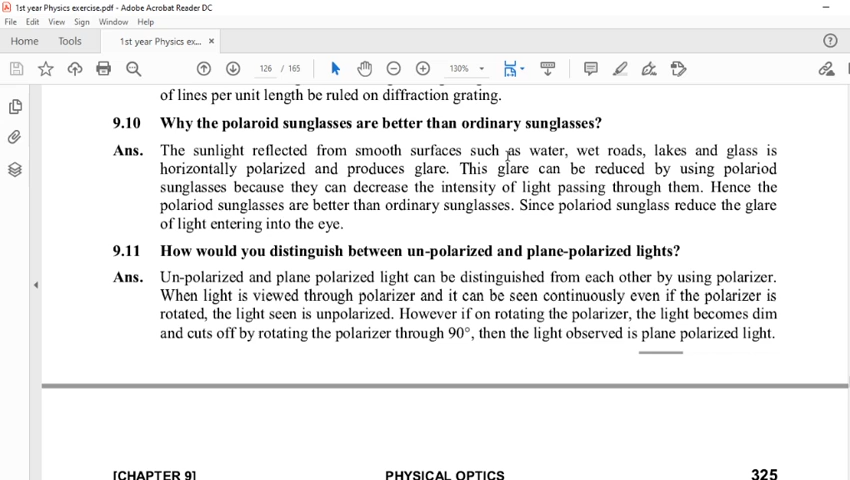 1st year Physics exercise.pdf - Adobe Acrobat Reader DC
File Edit View Sign Window Help
Home Tools 1st year Physics ex... ×
126 / 165 130%
of lines per unit length be ruled on diffraction grating.
9.10 Why the polaroid sunglasses are better than ordinary sunglasses?
Ans. The sunlight reflected from smooth surfaces such as water, wet roads, lakes and glass is
horizontally polarized and produces glare. This glare can be reduced by using polariod
sunglasses because they can decrease the intensity of light passing through them. Hence the
polariod sunglasses are better than ordinary sunglasses. Since polariod sunglass reduce the glare
of light entering into the eye.
9.11 How would you distinguish between un-polarized and plane-polarized lights?
Ans. Un-polarized and plane polarized light can be distinguished from each other by using polarizer.
When light is viewed through polarizer and it can be seen continuously even if the polarizer is
rotated, the light seen is unpolarized. However if on rotating the polarizer, the light becomes dim
and cuts off by rotating the polarizer through 90°, then the light observed is plane polarized light.
[CHAPTER 9] PHYSICAL OPTICS 325